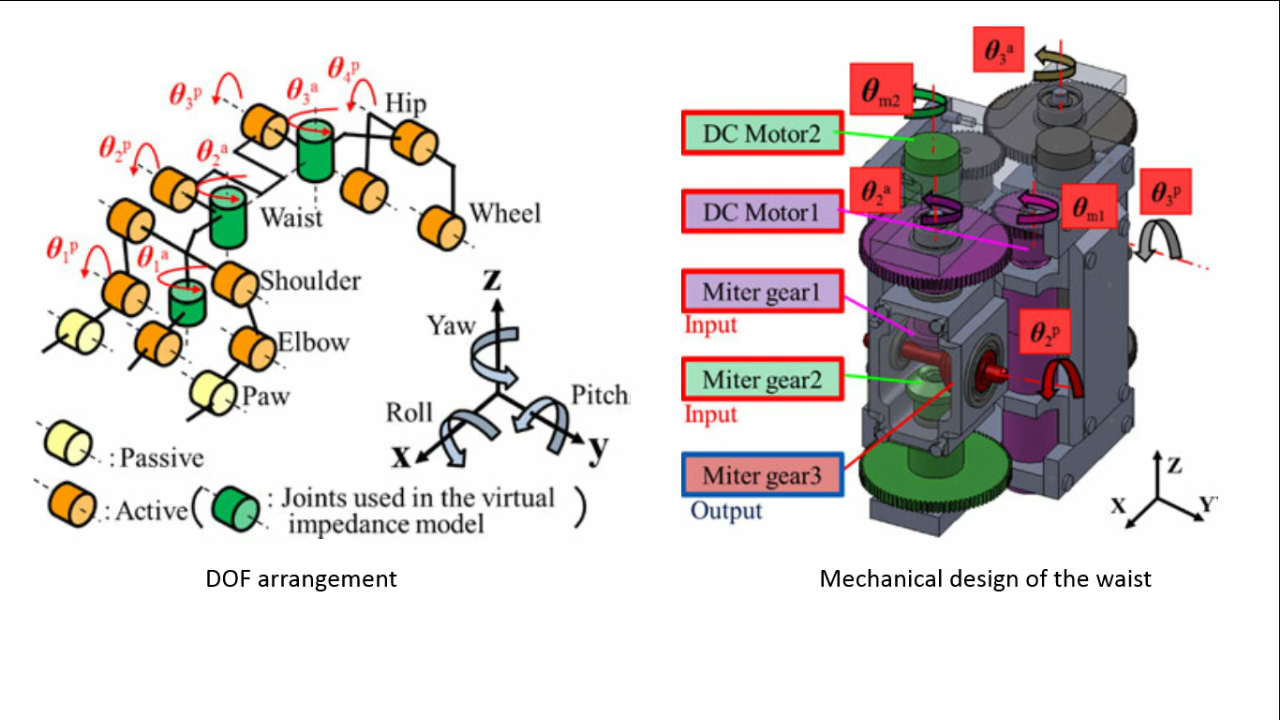 θ₃ᵖ
θ₃ᵃ
θ₄ᵖ
Hip
θ₂ᵖ
θ₂ᵃ
Waist
Wheel
θ₁ᵖ
θ₁ᵃ
Shoulder
Elbow
Paw
z
Yaw
Roll
Pitch
x
y
: Passive
: Active (
: Joints used in the virtual
impedance model
)
DOF arrangement
θ₃ᵃ
θm2
DC Motor2
θ₂ᵃ
DC Motor1
θm1
θ₃ᵖ
Miter gear1
Input
θ₂ᵖ
Miter gear2
Input
Miter gear3
Output
Z
X
Y
Mechanical design of the waist